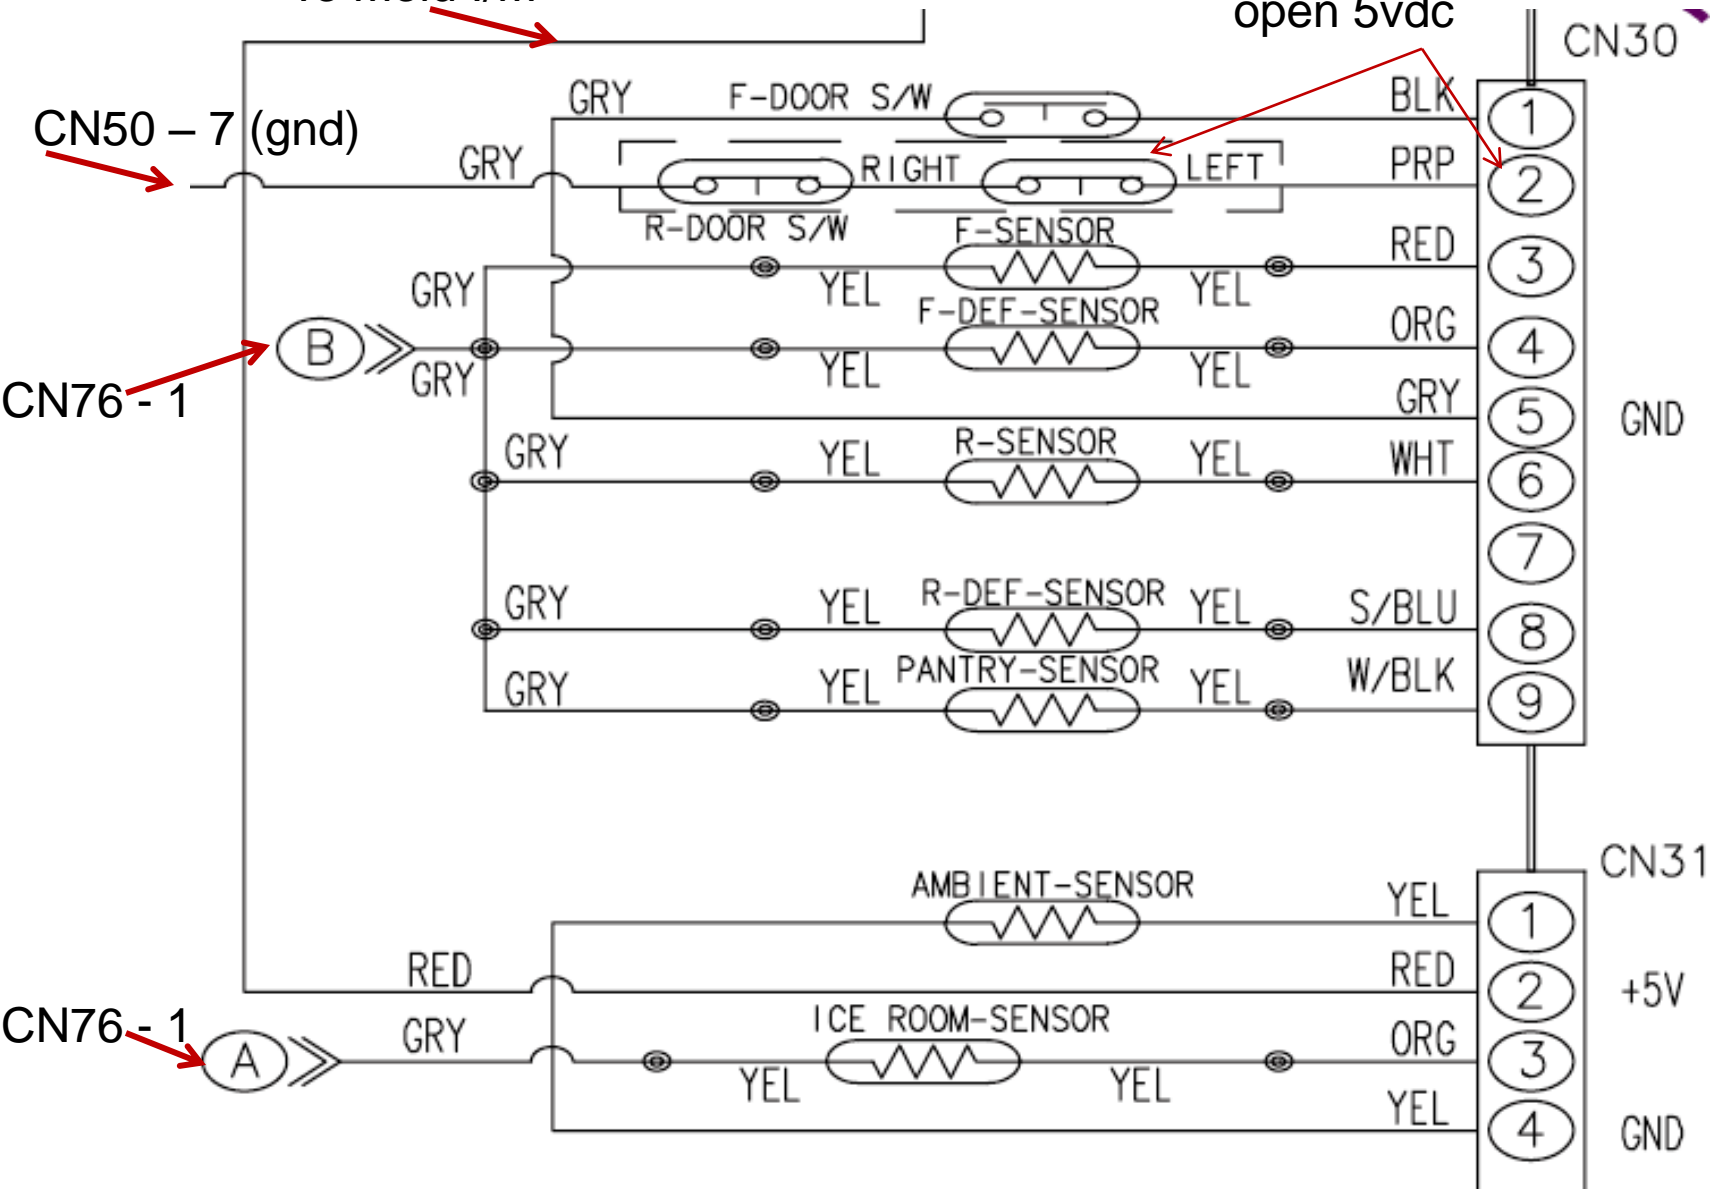 open 5vdc
CN30
GRY F-DOOR S/W BLK 1
CN50 – 7 (gnd)
GRY RIGHT LEFT PRP 2
R-DOOR S/W
F-SENSOR RED 3
GRY YEL YEL
F-DEF-SENSOR ORG
B 4
GRY YEL YEL
CN76 - 1
GRY 5 GND
GRY YEL R-SENSOR YEL WHT 6
7
GRY YEL R-DEF-SENSOR YEL S/BLU 8
GRY YEL PANTRY-SENSOR YEL W/BLK 9
CN31
AMBIENT-SENSOR YEL 1
RED RED 2 +5V
CN76 - 1
A GRY ICE ROOM-SENSOR ORG 3
YEL YEL
YEL 4 GND